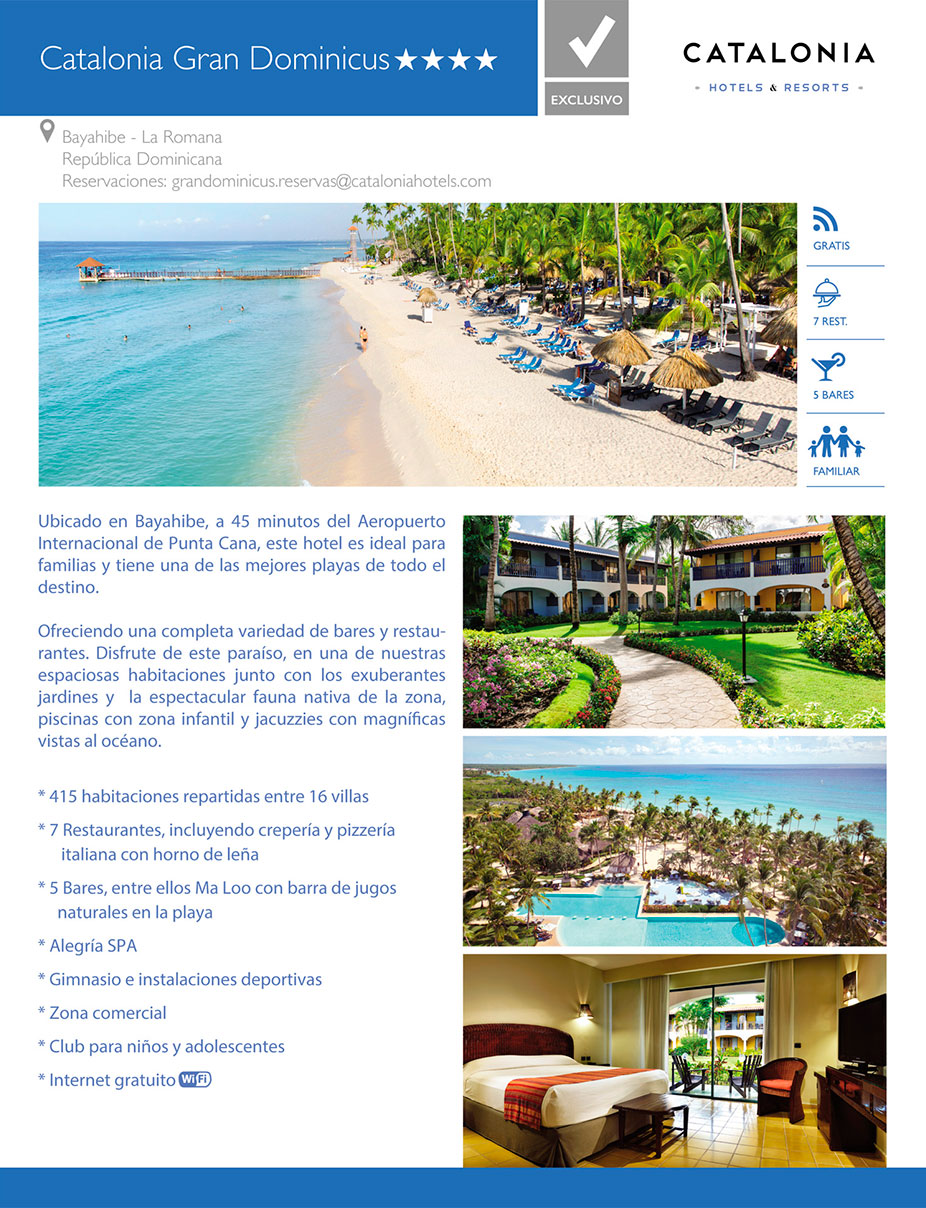 Catalonia Gran Dominicus ★★★★
EXCLUSIVO
CATALONIA
- HOTELS & RESORTS -
Bayahibe - La Romana
República Dominicana
Reservaciones: grandominicus.reservas@cataloniahotels.com
GRATIS
7 REST.
5 BARES
FAMILIAR
Ubicado en Bayahibe, a 45 minutos del Aeropuerto
Internacional de Punta Cana, este hotel es ideal para
familias y tiene una de las mejores playas de todo el
destino.
Ofreciendo una completa variedad de bares y restau-
rantes. Disfrute de este paraíso, en una de nuestras
espaciosas habitaciones junto con los exuberantes
jardines y la espectacular fauna nativa de la zona,
piscinas con zona infantil y jacuzzies con magníficas
vistas al océano.
* 415 habitaciones repartidas entre 16 villas
* 7 Restaurantes, incluyendo crepería y pizzería
italiana con horno de leña
* 5 Bares, entre ellos Ma Loo con barra de jugos
naturales en la playa
* Alegría SPA
* Gimnasio e instalaciones deportivas
* Zona comercial
* Club para niños y adolescentes
* Internet gratuito WiFi